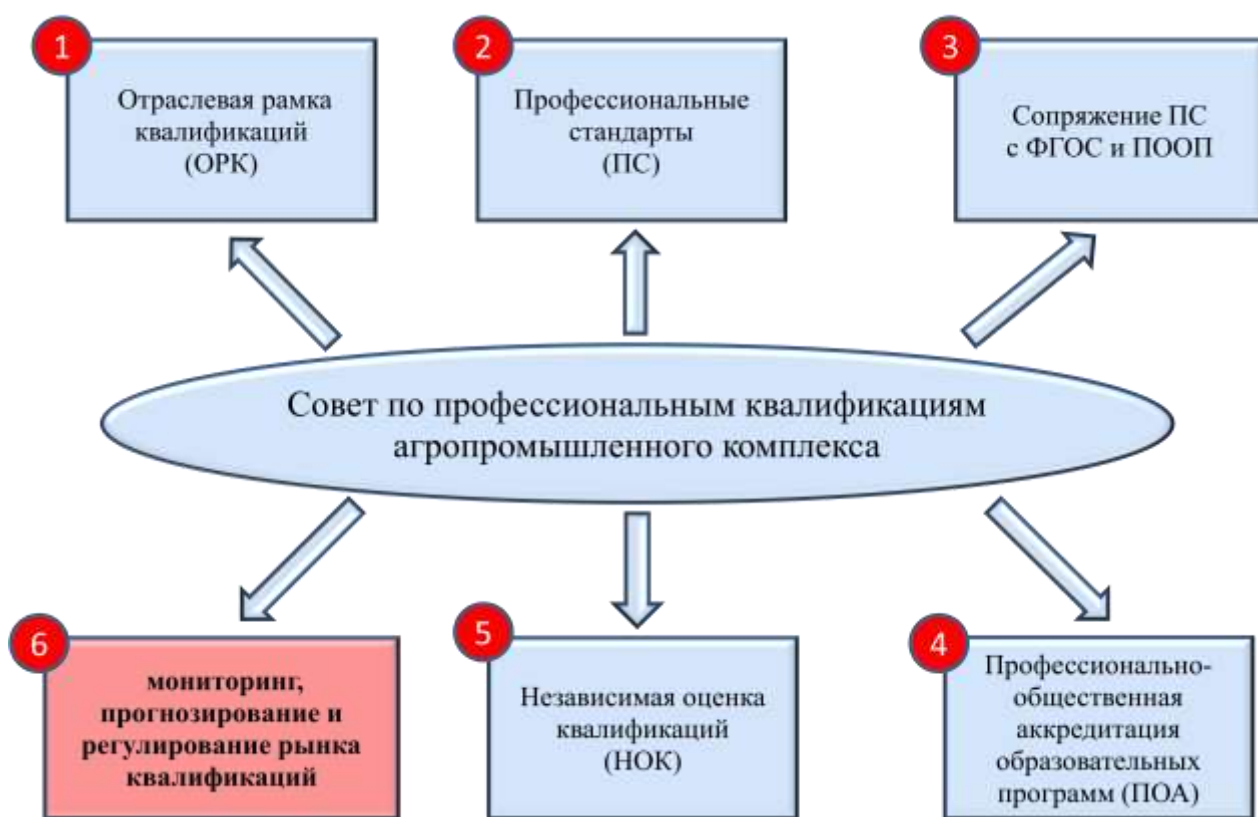 1
Отраслевая рамка
квалификаций
(ОРК)
2
Профессиональные
стандарты
(ПС)
3
Сопряжение ПС
с ФГОС и ПООП
Совет по профессиональным квалификациям
агропромышленного комплекса
6
мониторинг,
прогнозирование и
регулирование рынка
квалификаций
5
Независимая оценка
квалификаций
(НОК)
4
Профессионально-
общественная
аккредитация
образовательных
программ (ПОА)